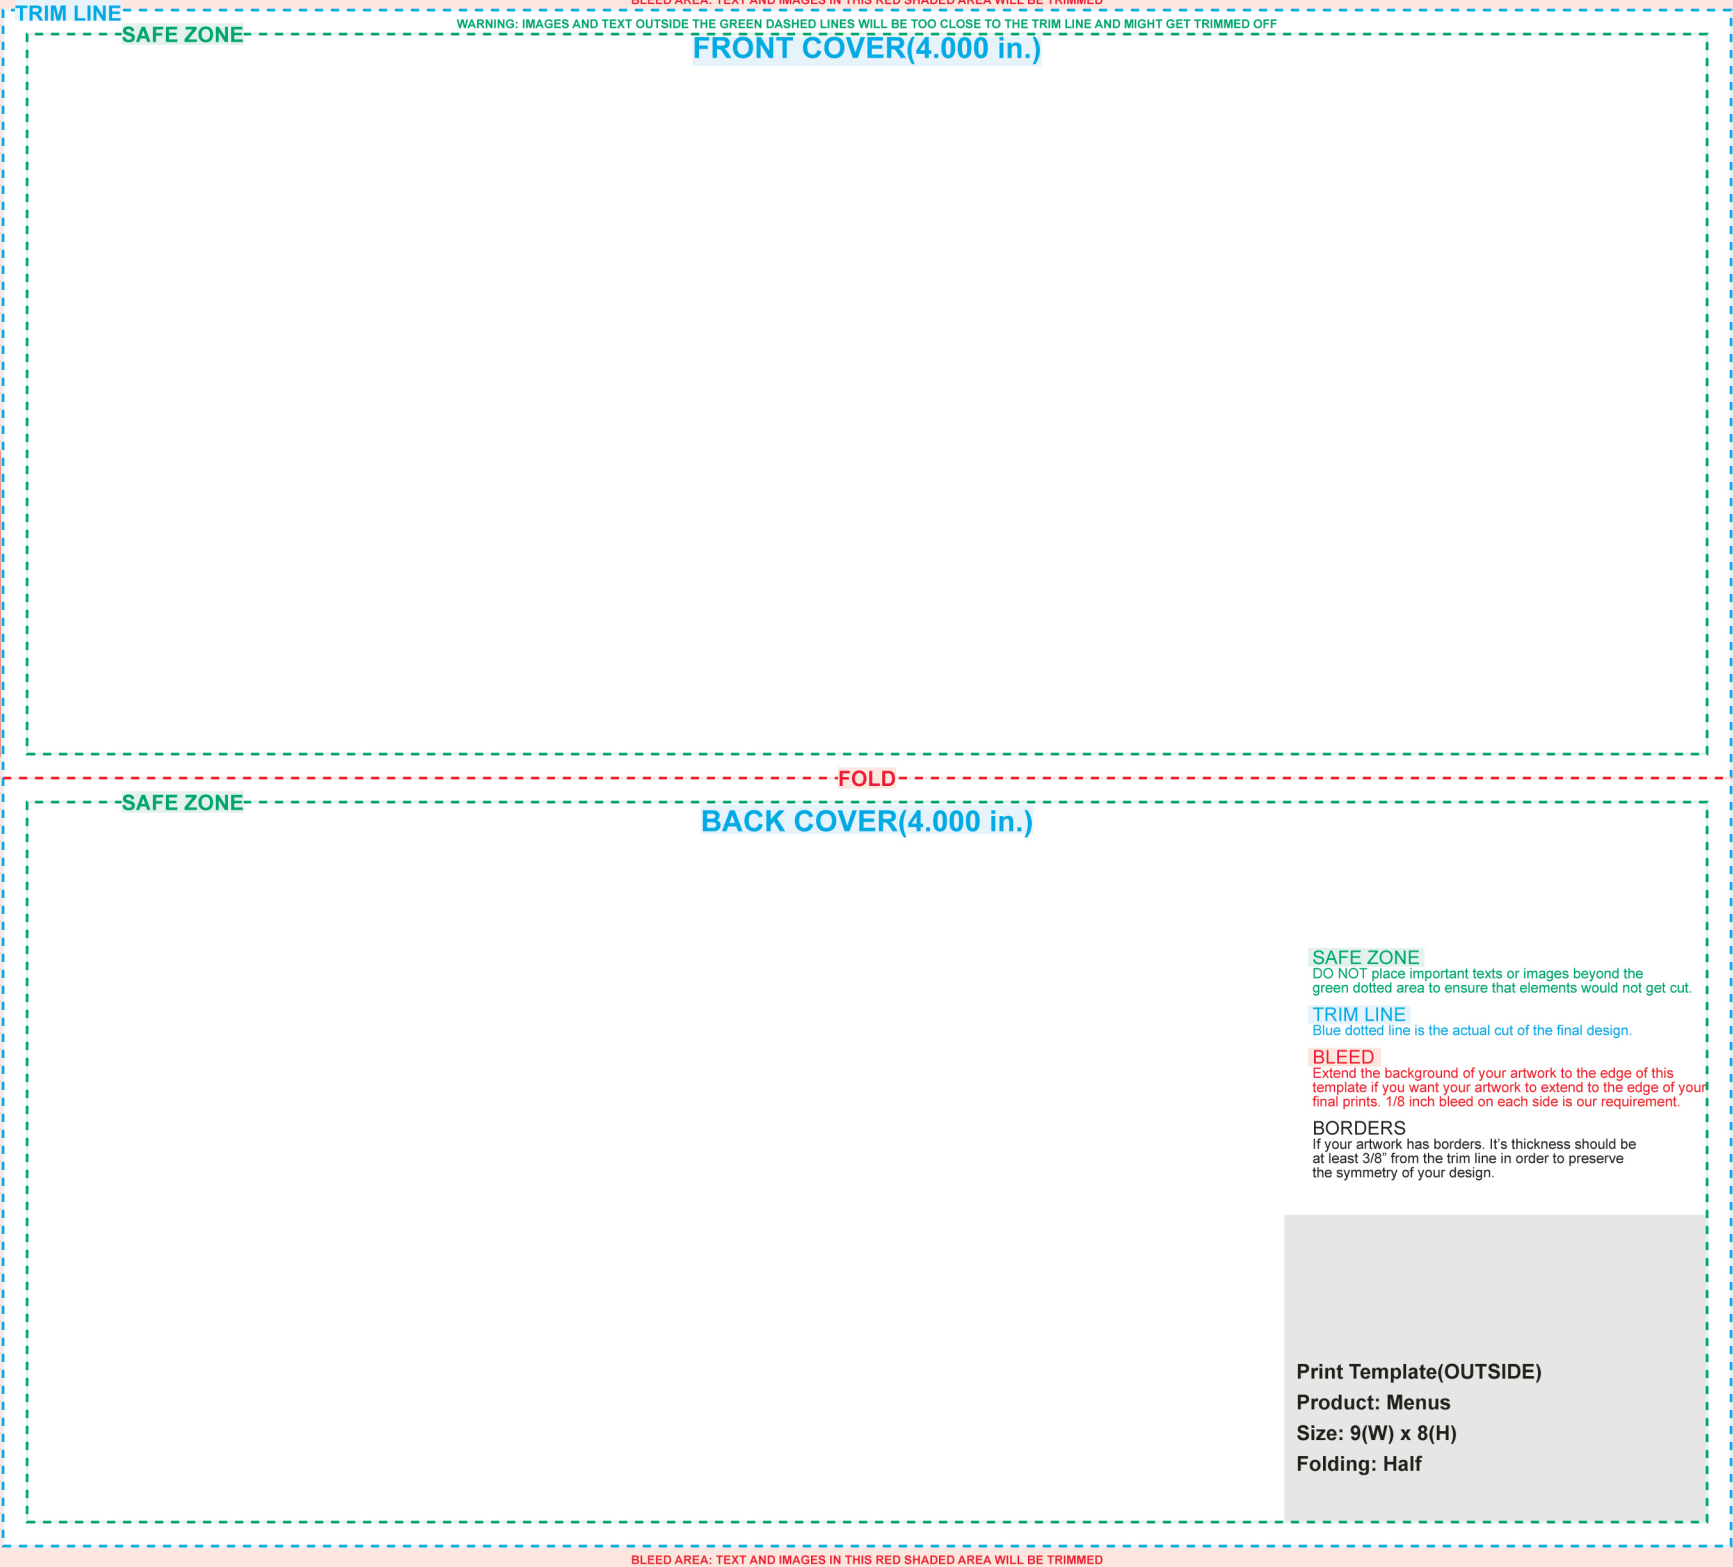 BLEED AREA: TEXT AND IMAGES IN THIS RED SHADED AREA WILL BE TRIMMED
TRIM LINE
WARNING: IMAGES AND TEXT OUTSIDE THE GREEN DASHED LINES WILL BE TOO CLOSE TO THE TRIM LINE AND MIGHT GET TRIMMED OFF
SAFE ZONE
FRONT COVER(4.000 in.)
FOLD
SAFE ZONE
BACK COVER(4.000 in.)
SAFE ZONE
DO NOT place important texts or images beyond the
green dotted area to ensure that elements would not get cut.
TRIM LINE
Blue dotted line is the actual cut of the final design.
BLEED
Extend the background of your artwork to the edge of this
template if you want your artwork to extend to the edge of your
final prints. 1/8 inch bleed on each side is our requirement.
BORDERS
If your artwork has borders. It’s thickness should be
at least 3/8” from the trim line in order to preserve
the symmetry of your design.
Print Template(OUTSIDE)
Product: Menus
Size: 9(W) x 8(H)
Folding: Half
BLEED AREA: TEXT AND IMAGES IN THIS RED SHADED AREA WILL BE TRIMMED